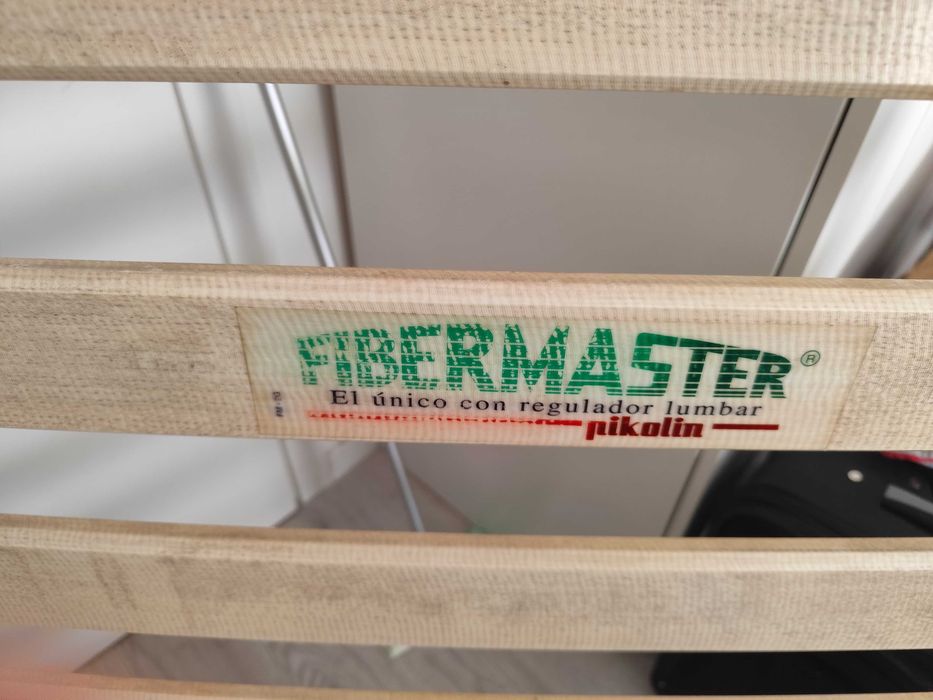 FIBERMASTER®
El único con regulador lumbar
pikolin